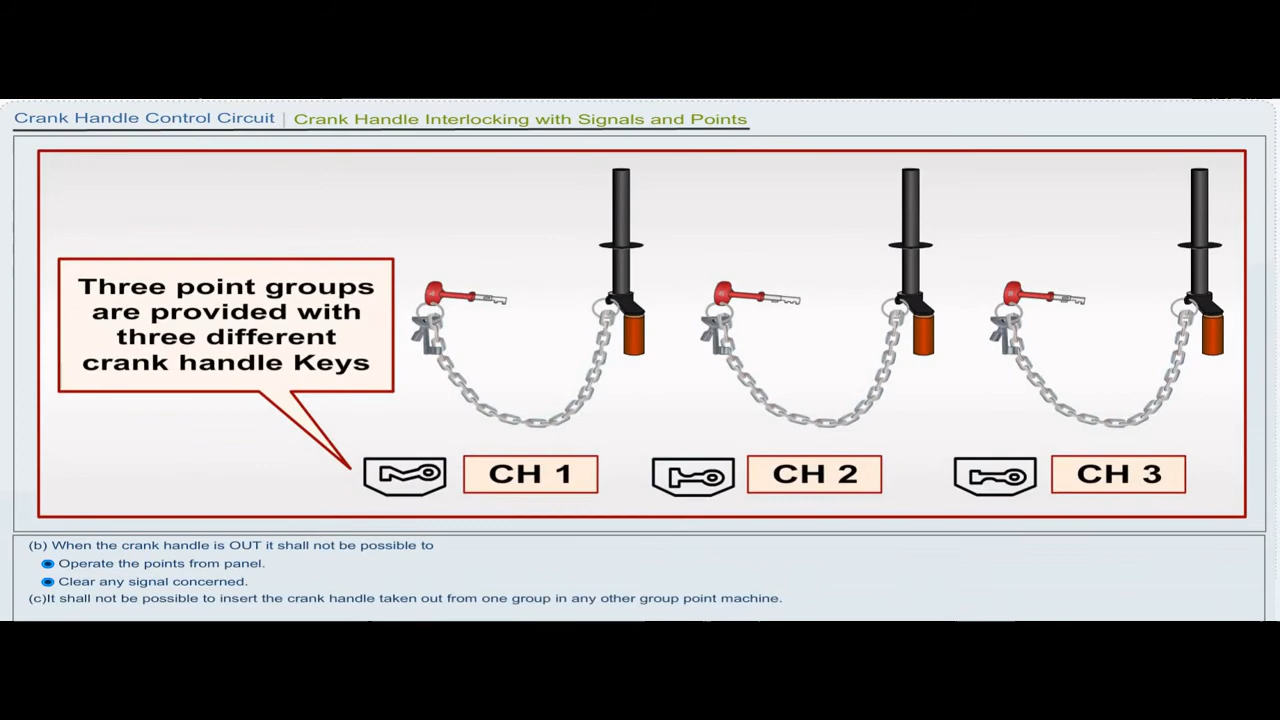 Crank Handle Control Circuit | Crank Handle Interlocking with Signals and Points
Three point groups
are provided with
three different
crank handle Keys
CH 1
CH 2
CH 3
(b) When the crank handle is OUT it shall not be possible to
Operate the points from panel.
Clear any signal concerned.
(c)It shall not be possible to insert the crank handle taken out from one group in any other group point machine.